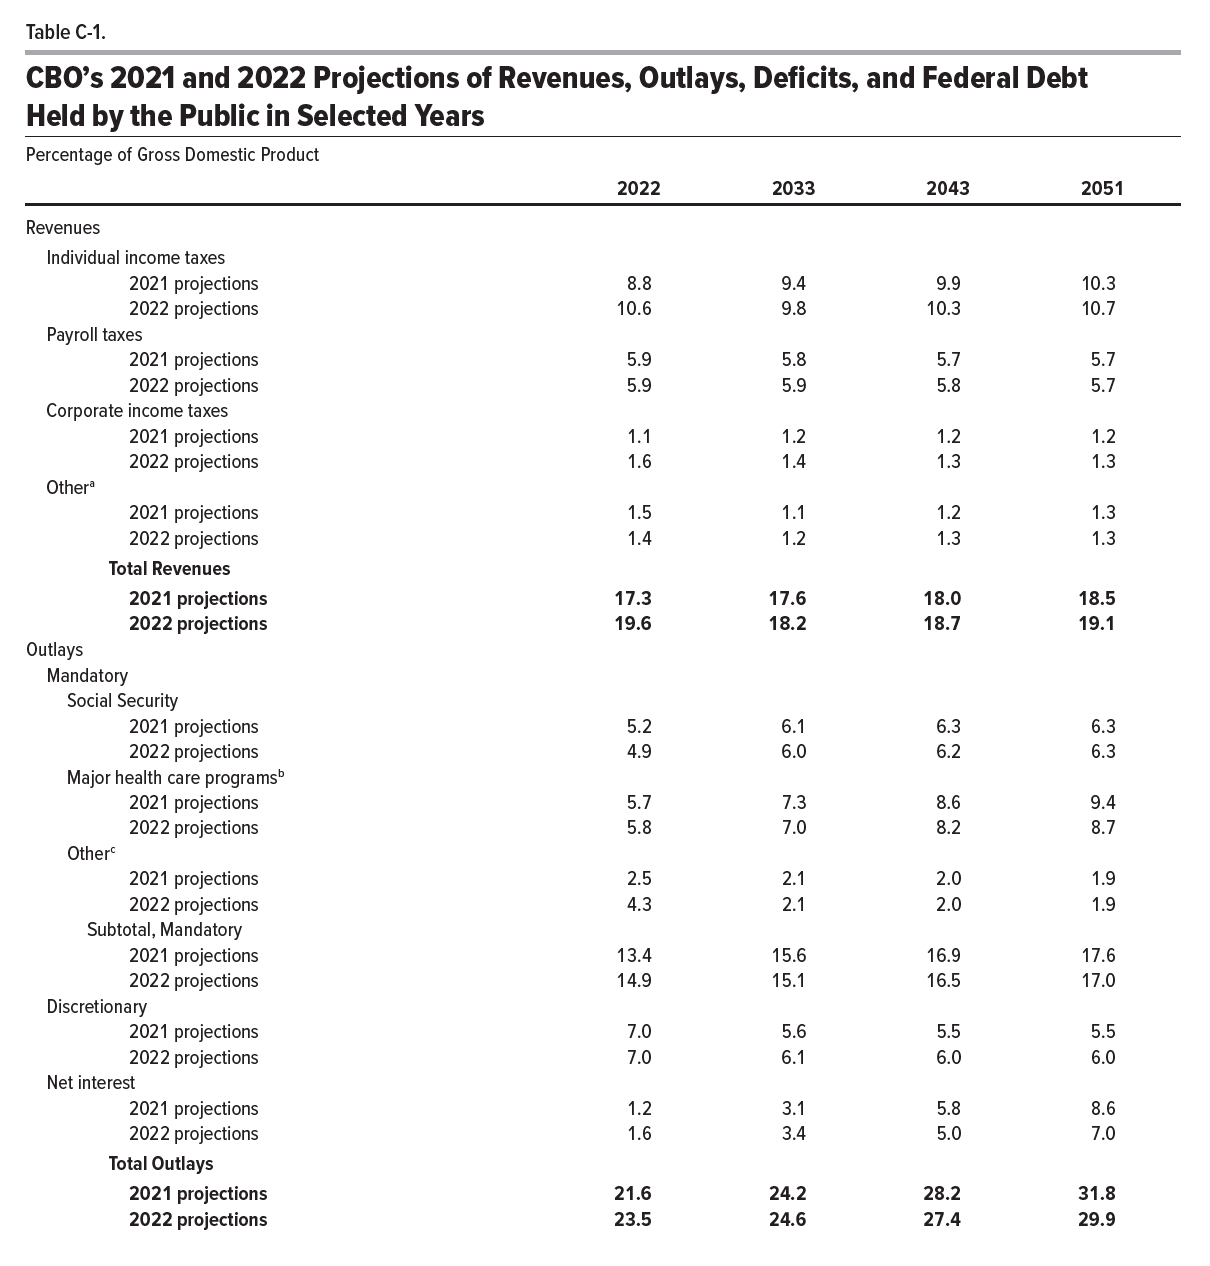 Table C-1.
CBO’s 2021 and 2022 Projections of Revenues, Outlays, Deficits, and Federal Debt
Held by the Public in Selected Years
Percentage of Gross Domestic Product
2022 2033 2043 2051
Revenues
Individual income taxes
2021 projections 8.8 9.4 9.9 10.3
2022 projections 10.6 9.8 10.3 10.7
Payroll taxes
2021 projections 5.9 5.8 5.7 5.7
2022 projections 5.9 5.9 5.8 5.7
Corporate income taxes
2021 projections 1.1 1.2 1.2 1.2
2022 projections 1.6 1.4 1.3 1.3
Otherᵃ
2021 projections 1.5 1.1 1.2 1.3
2022 projections 1.4 1.2 1.3 1.3
Total Revenues
2021 projections 17.3 17.6 18.0 18.5
2022 projections 19.6 18.2 18.7 19.1
Outlays
Mandatory
Social Security
2021 projections 5.2 6.1 6.3 6.3
2022 projections 4.9 6.0 6.2 6.3
Major health care programsᵇ
2021 projections 5.7 7.3 8.6 9.4
2022 projections 5.8 7.0 8.2 8.7
Otherᶜ
2021 projections 2.5 2.1 2.0 1.9
2022 projections 4.3 2.1 2.0 1.9
Subtotal, Mandatory
2021 projections 13.4 15.6 16.9 17.6
2022 projections 14.9 15.1 16.5 17.0
Discretionary
2021 projections 7.0 5.6 5.5 5.5
2022 projections 7.0 6.1 6.0 6.0
Net interest
2021 projections 1.2 3.1 5.8 8.6
2022 projections 1.6 3.4 5.0 7.0
Total Outlays
2021 projections 21.6 24.2 28.2 31.8
2022 projections 23.5 24.6 27.4 29.9